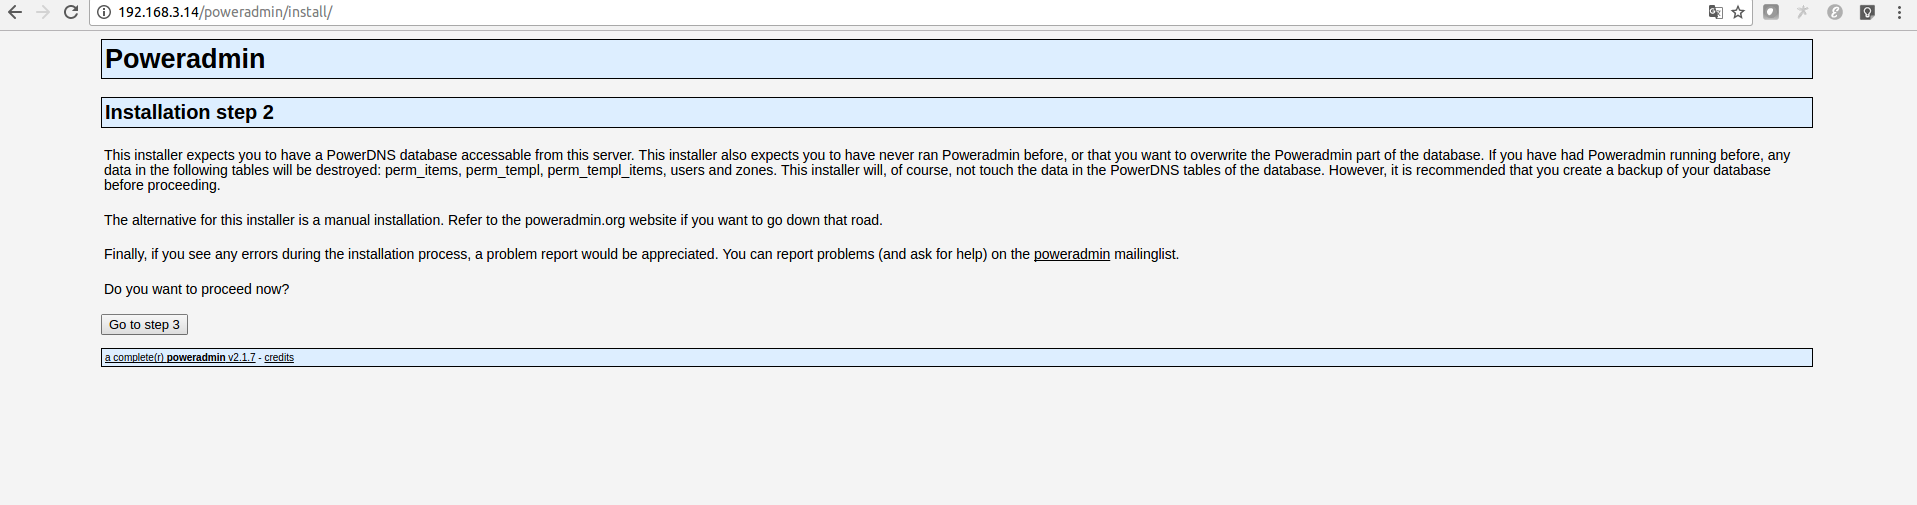 192.168.3.14/poweradmin/install/
Poweradmin
Installation step 2
This installer expects you to have a PowerDNS database accessable from this server. This installer also expects you to have never ran Poweradmin before, or that you want to overwrite the Poweradmin part of the database. If you have had Poweradmin running before, any
data in the following tables will be destroyed: perm_items, perm_templ, perm_templ_items, users and zones. This installer will, of course, not touch the data in the PowerDNS tables of the database. However, it is recommended that you create a backup of your database
before proceeding.
The alternative for this installer is a manual installation. Refer to the poweradmin.org website if you want to go down that road.
Finally, if you see any errors during the installation process, a problem report would be appreciated. You can report problems (and ask for help) on the poweradmin mailinglist.
Do you want to proceed now?
Go to step 3
a complete(r) poweradmin v2.1.7 - credits